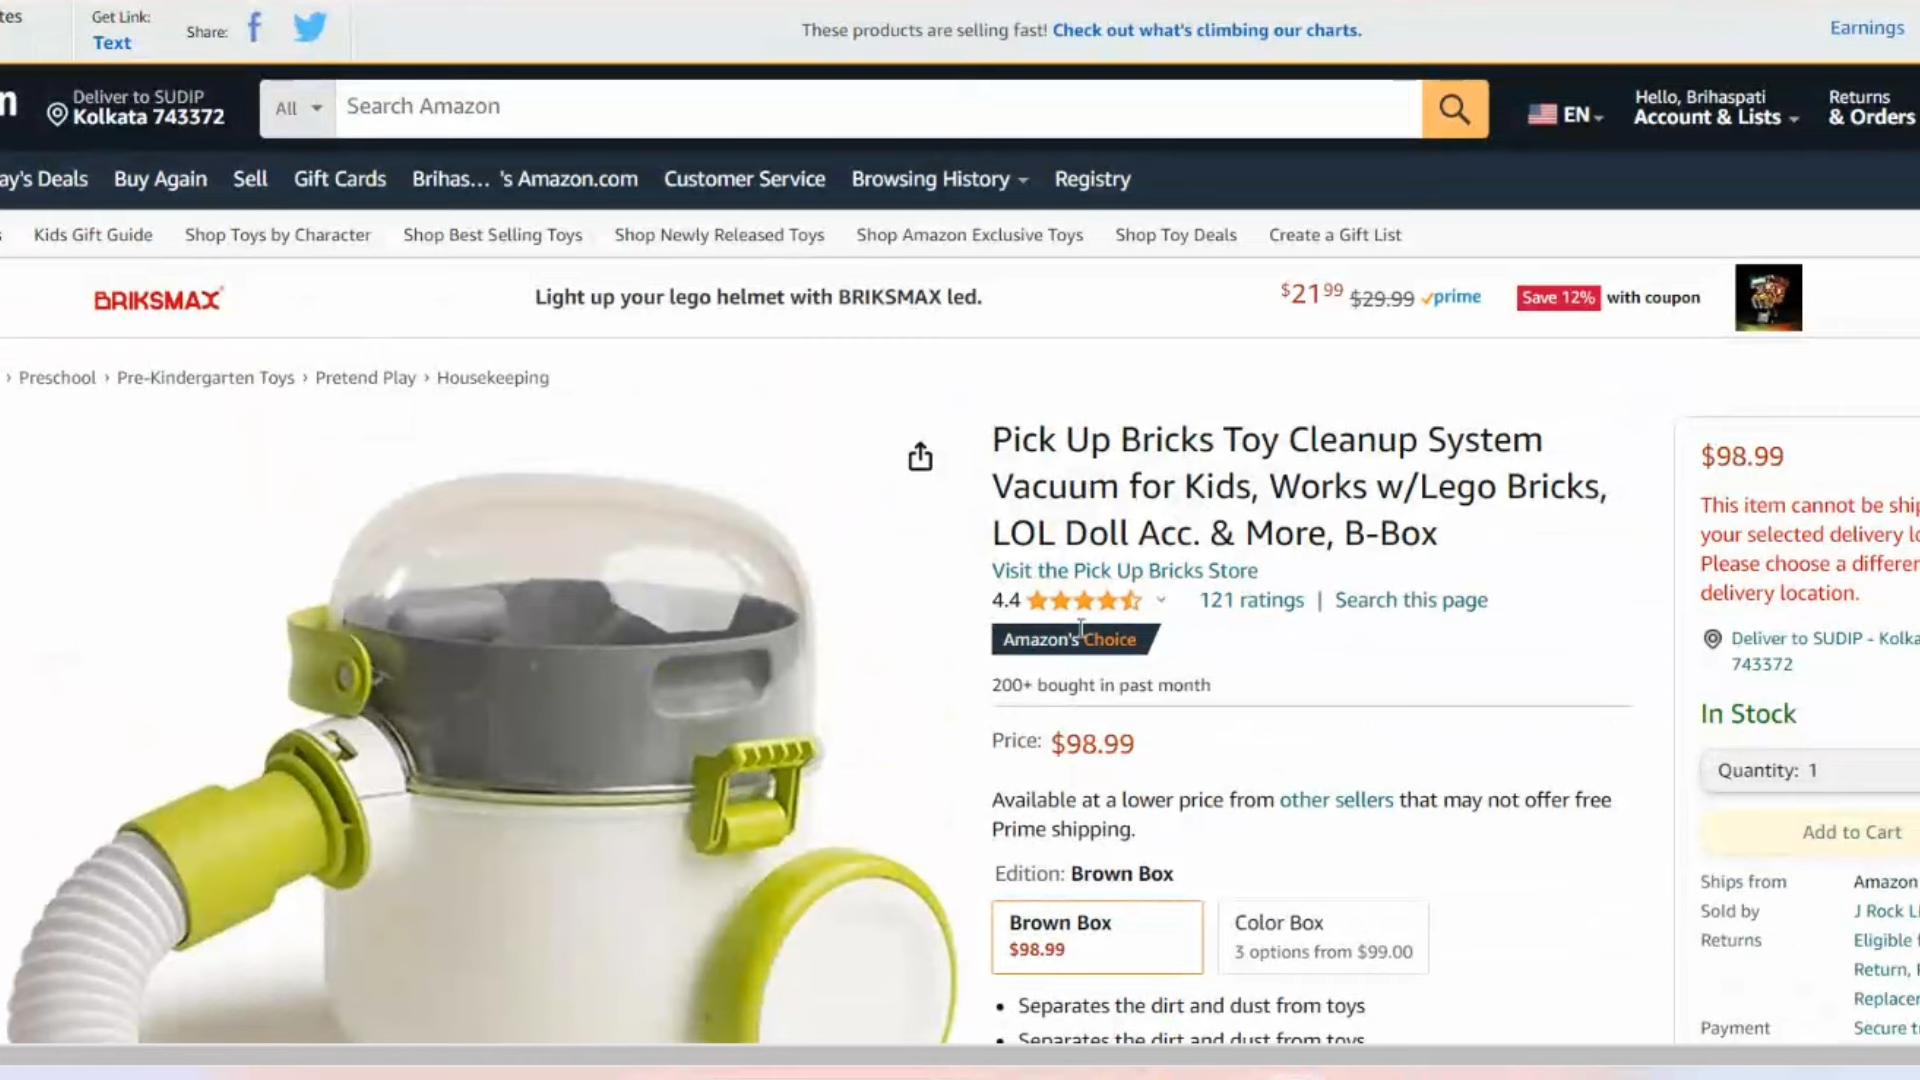 tes
Get Link:
Text
Share:
These products are selling fast! Check out what's climbing our charts.
Earnings
n
Deliver to SUDIP
Kolkata 743372
All
Search Amazon
EN
Hello, Brihaspati
Account & Lists
Returns
& Orders
ay's Deals Buy Again Sell Gift Cards Brihas... 's Amazon.com Customer Service Browsing History Registry
s Kids Gift Guide Shop Toys by Character Shop Best Selling Toys Shop Newly Released Toys Shop Amazon Exclusive Toys Shop Toy Deals Create a Gift List
BRIKSMAX
Light up your lego helmet with BRIKSMAX led.
$21 99 $29.99 prime Save 12% with coupon
› Preschool › Pre-Kindergarten Toys › Pretend Play › Housekeeping
Pick Up Bricks Toy Cleanup System
Vacuum for Kids, Works w/Lego Bricks,
LOL Doll Acc. & More, B-Box
Visit the Pick Up Bricks Store
4.4 121 ratings | Search this page
Amazon's Choice
200+ bought in past month
Price: $98.99
Available at a lower price from other sellers that may not offer free
Prime shipping.
Edition: Brown Box
Brown Box
$98.99
Color Box
3 options from $99.00
• Separates the dirt and dust from toys
• Separates the dirt and dust from toys
$98.99
This item cannot be ship
your selected delivery lo
Please choose a differen
delivery location.
Deliver to SUDIP - Kolka
743372
In Stock
Quantity: 1
Add to Cart
Ships from Amazon
Sold by J Rock Li
Returns Eligible f
Return, R
Replacem
Payment Secure tr